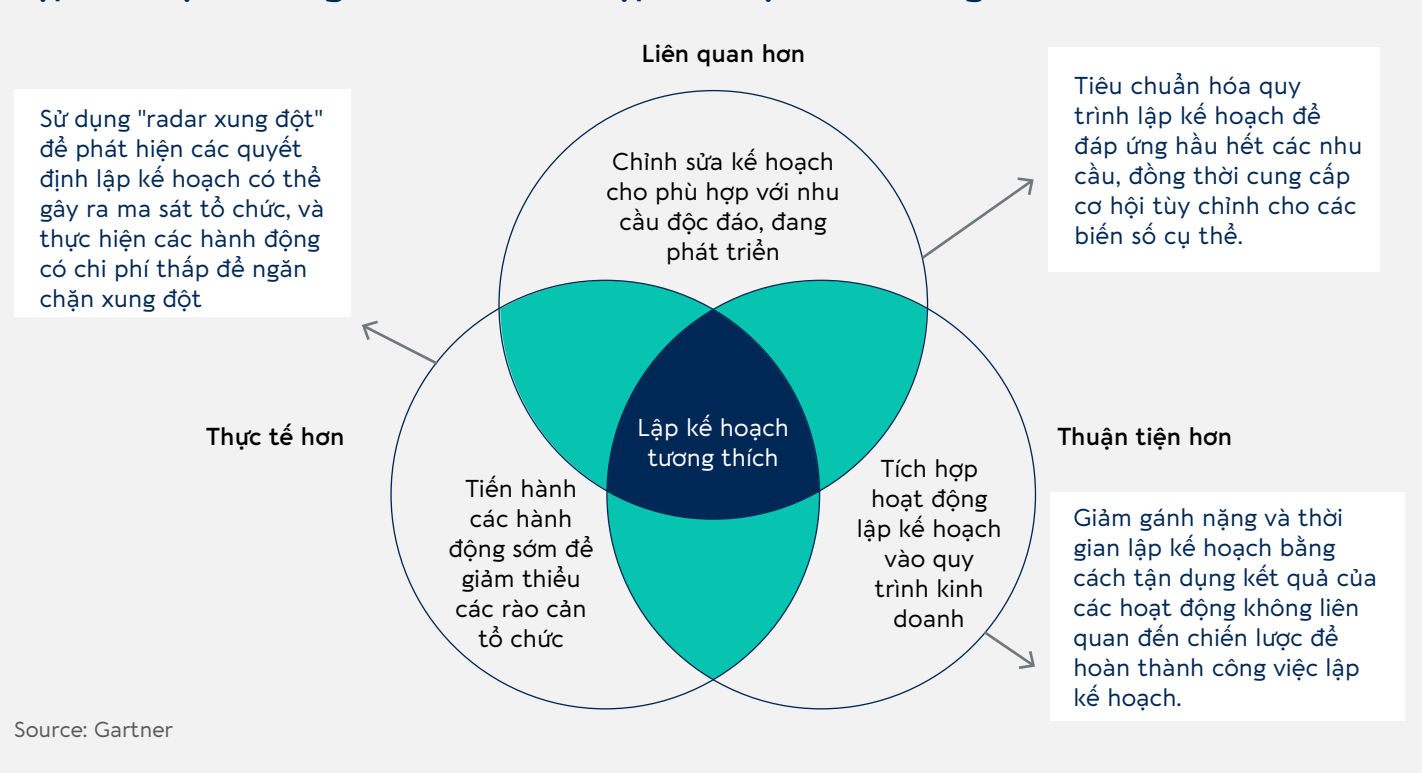 Liên quan hơn
Sử dụng "radar xung đột"
để phát hiện các quyết
định lập kế hoạch có thể
gây ra ma sát tổ chức, và
thực hiện các hành động
có chi phí thấp để ngăn
chặn xung đột
Chỉnh sửa kế hoạch
cho phù hợp với nhu
cầu độc đáo, đang
phát triển
Tiêu chuẩn hóa quy
trình lập kế hoạch để
đáp ứng hầu hết các nhu
cầu, đồng thời cung cấp
cơ hội tùy chỉnh cho các
biến số cụ thể.
Thực tế hơn
Lập kế hoạch
tương thích
Thuận tiện hơn
Tiến hành
các hành
động sớm để
giảm thiểu
các rào cản
tổ chức
Tích hợp
hoạt động
lập kế hoạch
vào quy
trình kinh
doanh
Giảm gánh nặng và thời
gian lập kế hoạch bằng
cách tận dụng kết quả của
các hoạt động không liên
quan đến chiến lược để
hoàn thành công việc lập
kế hoạch.
Source: Gartner